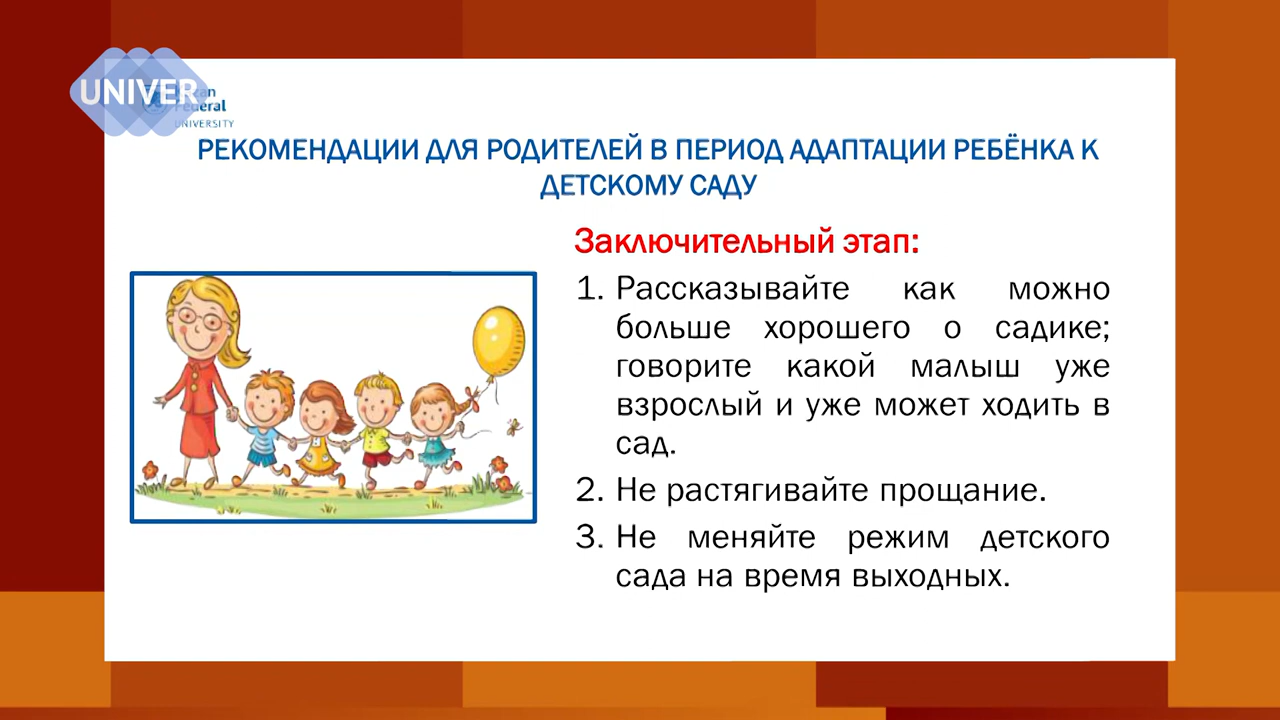 UNIVER
Federal
UNIVERSITY
РЕКОМЕНДАЦИИ ДЛЯ РОДИТЕЛЕЙ В ПЕРИОД АДАПТАЦИИ РЕБЁНКА К
ДЕТСКОМУ САДУ
Заключительный этап:
1. Рассказывайте как можно
больше хорошего о садике;
говорите какой малыш уже
взрослый и уже может ходить в
сад.
2. Не растягивайте прощание.
3. Не меняйте режим детского
сада на время выходных.